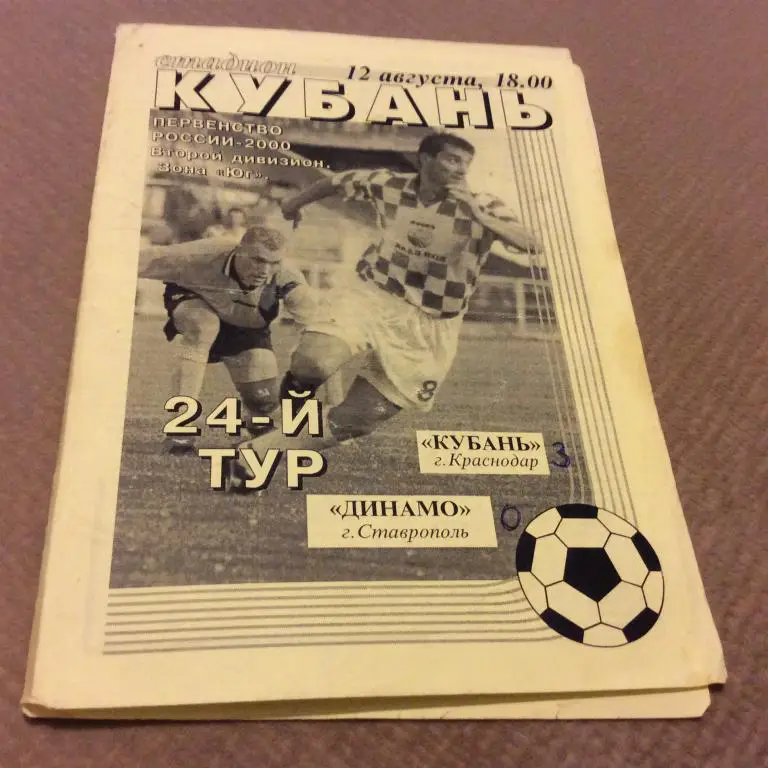 стадион
12 августа, 18.00
КУБАНЬ
ПЕРВЕНСТВО
РОССИИ-2000
Второй дивизион.
Зона «Юг».
8
24-Й
ТУР
«КУБАНЬ» 3
г. Краснодар
«ДИНАМО» 0
г. Ставрополь